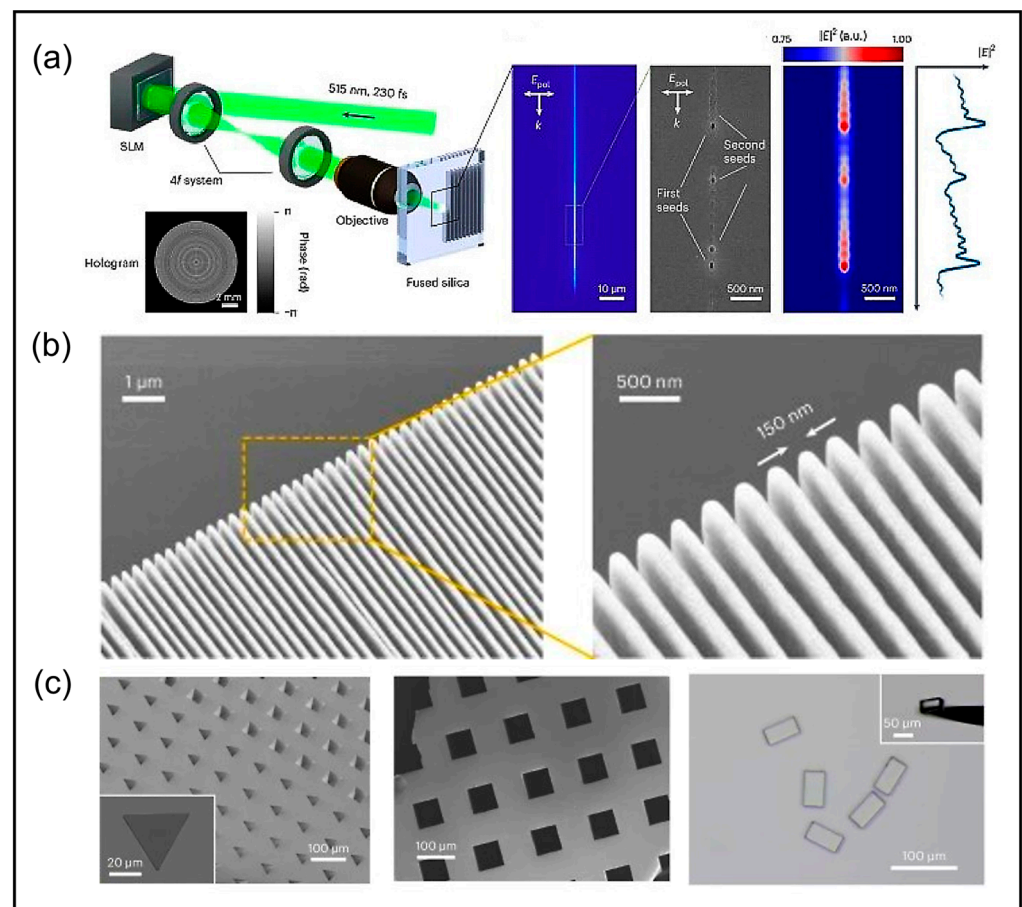 (a)
515 nm, 230 fs
SLM
4f system
Objective
Hologram
2 mm
π
Phase (rad)
−π
Fused silica
E_pol
k
10 μm
E_pol
k
Second
seeds
First
seeds
500 nm
|E|² (a.u.)
0.75
1.00
500 nm
|E|²
(b)
1 μm
500 nm
150 nm
(c)
20 μm
100 μm
100 μm
50 μm
100 μm